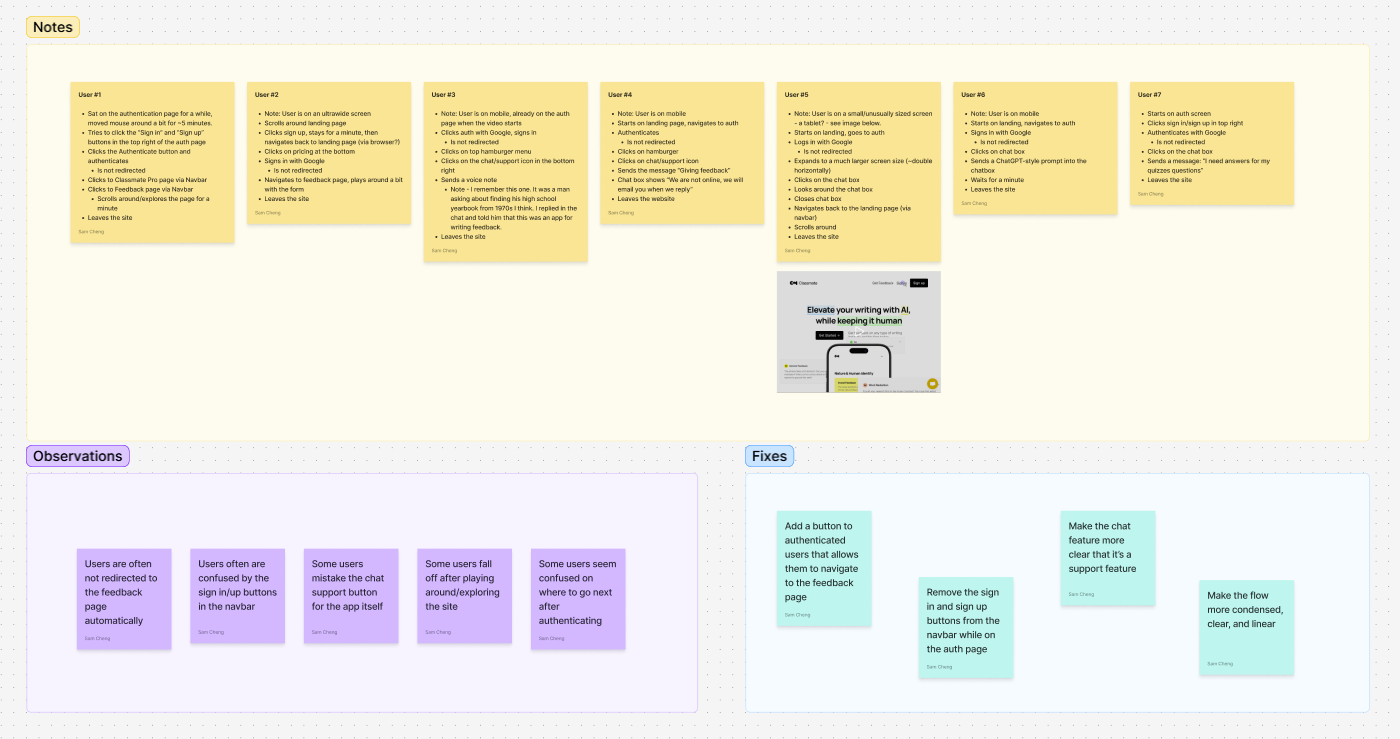 Notes
User #1
Sat on the authentication page for a while,
moved mouse around a bit for ~5 minutes.
Tries to click the "Sign in" and "Sign up"
buttons in the top right of the auth page
Clicks the Authenticate button and
authenticates
Is not redirected
Clicks to Classmate Pro page via Navbar
Clicks to Feedback page via Navbar
Scrolls around/explores the page for a
minute
Leaves the site
Sam Cheng
User #2
Note: User is on an ultrawide screen
Scrolls around landing page
Clicks sign up, stays for a minute, then
navigates back to landing page (via browser?)
Clicks on pricing at the bottom
Signs in with Google
Is not redirected
Navigates to feedback page, plays around a bit
with the form
Leaves the site
Sam Cheng
User #3
Note: User is on mobile, already on the auth
page when the video starts
Clicks auth with Google, signs in
Is not redirected
Clicks on top hamburger menu
Clicks on the chat/support icon in the bottom
right
Sends a voice note
Note - I remember this one. It was a man
asking about finding his high school
yearbook from 1970s I think. I replied in the
chat and told him that this was an app for
writing feedback.
Leaves the site
Sam Cheng
User #4
Note: User is on mobile
Starts on landing page, navigates to auth
Authenticates
Is not redirected
Clicks on hamburger
Clicks on chat/support icon
Sends the message "Giving feedback"
Chat box shows "We are not online, we will
email you when we reply"
Leaves the website
Sam Cheng
User #5
Note: User is on a small/unusually sized screen
- a tablet? - see image below.
Starts on landing, goes to auth
Logs in with Google
Is not redirected
Expands to a much larger screen size (~double
horizontally)
Clicks on the chat box
Looks around the chat box
Closes chat box
Navigates back to the landing page (via
navbar)
Scrolls around
Leaves the site
Sam Cheng
User #6
Note: User is on mobile
Starts on landing, navigates to auth
Signs in with Google
Is not redirected
Clicks on chat box
Sends a ChatGPT-style prompt into the
chatbox
Waits for a minute
Leaves the site
Sam Cheng
User #7
Starts on auth screen
Clicks sign in/sign up in top right
Authenticates with Google
Is not redirected
Clicks on the chat box
Sends a message: "I need answers for my
quizzes questions"
Leaves the site
Sam Cheng
Classmate
Get Feedback
Sign up
Elevate your writing with AI,
while keeping it human
Get Started
Nature & Human Identity
Observations
Users are often
not redirected to
the feedback
page
automatically
Sam Cheng
Users often are
confused by the
sign in/up buttons
in the navbar
Sam Cheng
Some users
mistake the chat
support button
for the app itself
Sam Cheng
Some users fall
off after playing
around/exploring
the site
Sam Cheng
Some users seem
confused on
where to go next
after
authenticating
Sam Cheng
Fixes
Add a button to
authenticated
users that allows
them to navigate
to the feedback
page
Sam Cheng
Remove the sign
in and sign up
buttons from the
navbar while on
the auth page
Sam Cheng
Make the chat
feature more
clear that it's a
support feature
Sam Cheng
Make the flow
more condensed,
clear, and linear
Sam Cheng